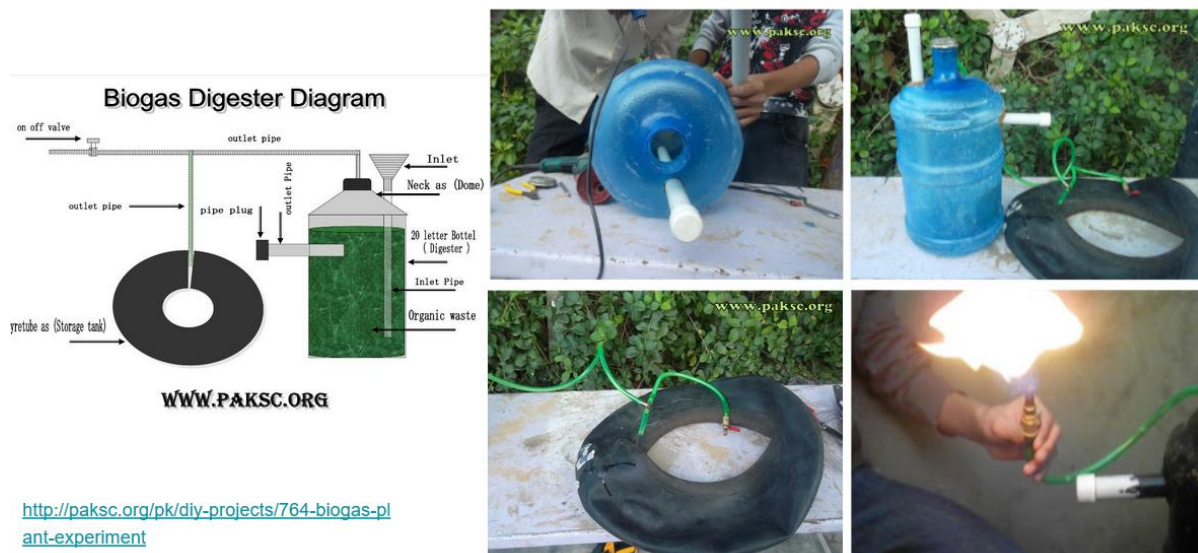 Biogas Digester Diagram
on off valve
outlet pipe
Inlet
Neck as (Dome)
outlet pipe
pipe plug
outlet Pipe
20 letter Bottel
( Digester )
Inlet Pipe
Organic waste
yretube as (Storage tank)
WWW.PAKSC.ORG
http://paksc.org/pk/diy-projects/764-biogas-pl
ant-experiment
www.paksc.org
www.paksc.org
www.paksc.org